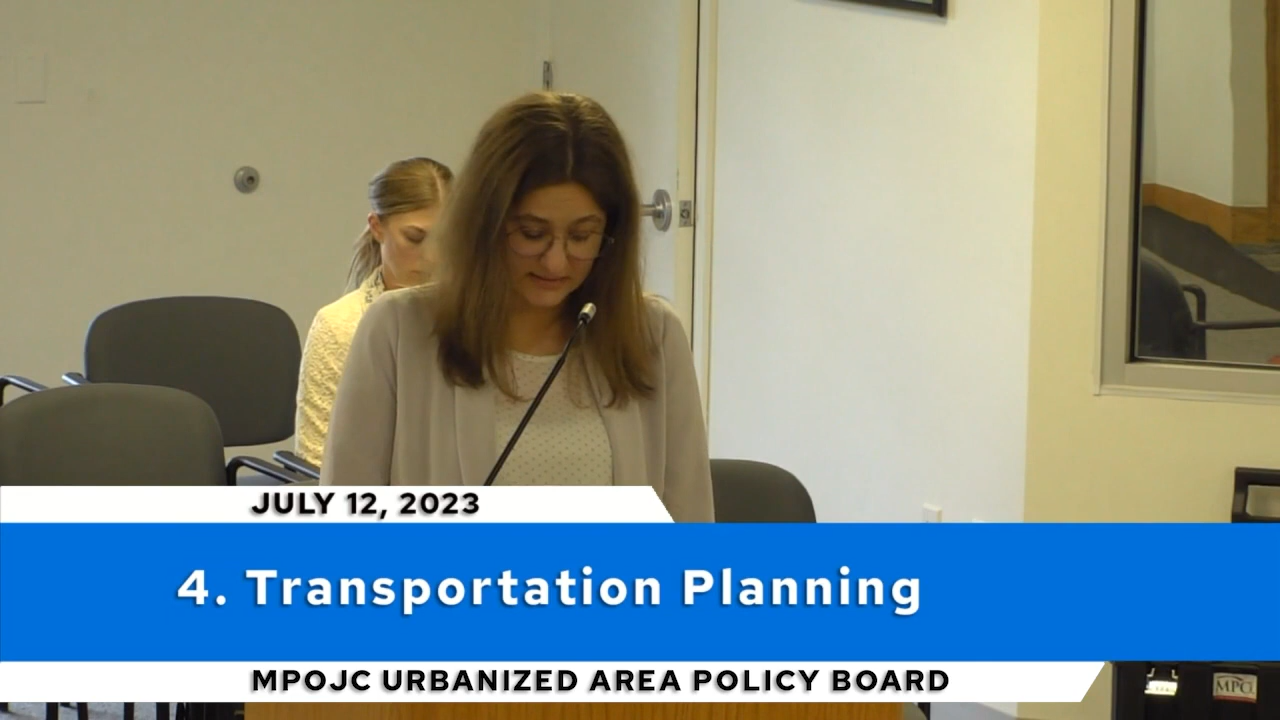 JULY 12, 2023
4. Transportation Planning
MPOJC URBANIZED AREA POLICY BOARD
MPO